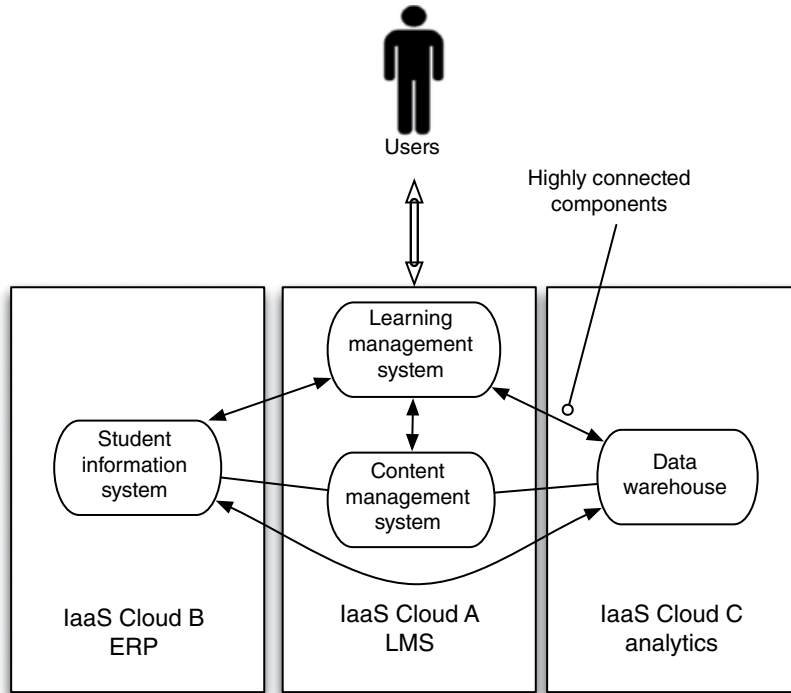 Users
Highly connected
components
Learning
management
system
Student
information
system
Content
management
system
Data
warehouse
IaaS Cloud B
ERP
IaaS Cloud A
LMS
IaaS Cloud C
analytics